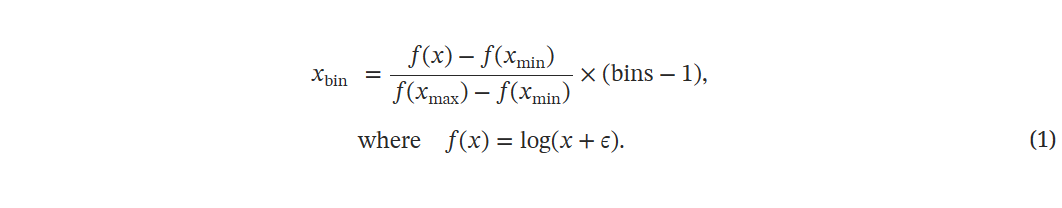 x_bin = (f(x) − f(x_min)) / (f(x_max) − f(x_min)) × (bins − 1),
where f(x) = log(x + ϵ). (1)